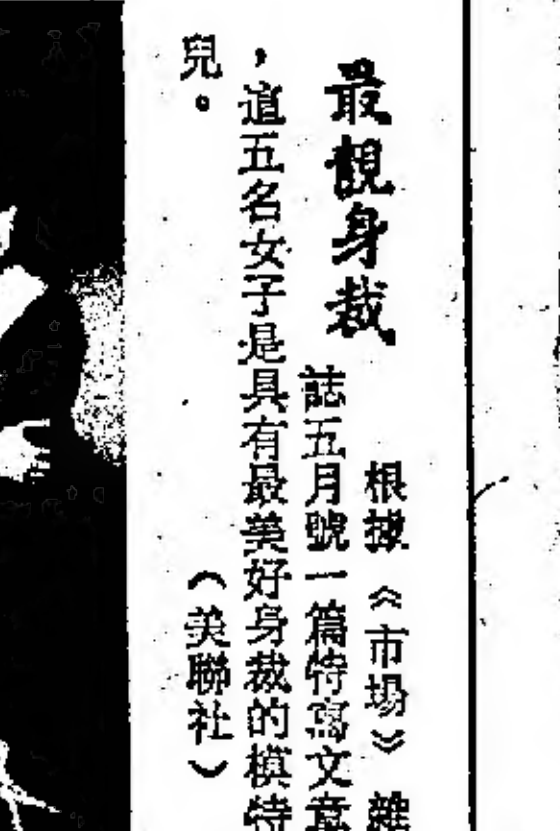 最靚身裁
根據《市場》雜
誌五月號一篇特寫文章
，這五名女子是具有最美好身裁的模特
兒。
（美聯社）